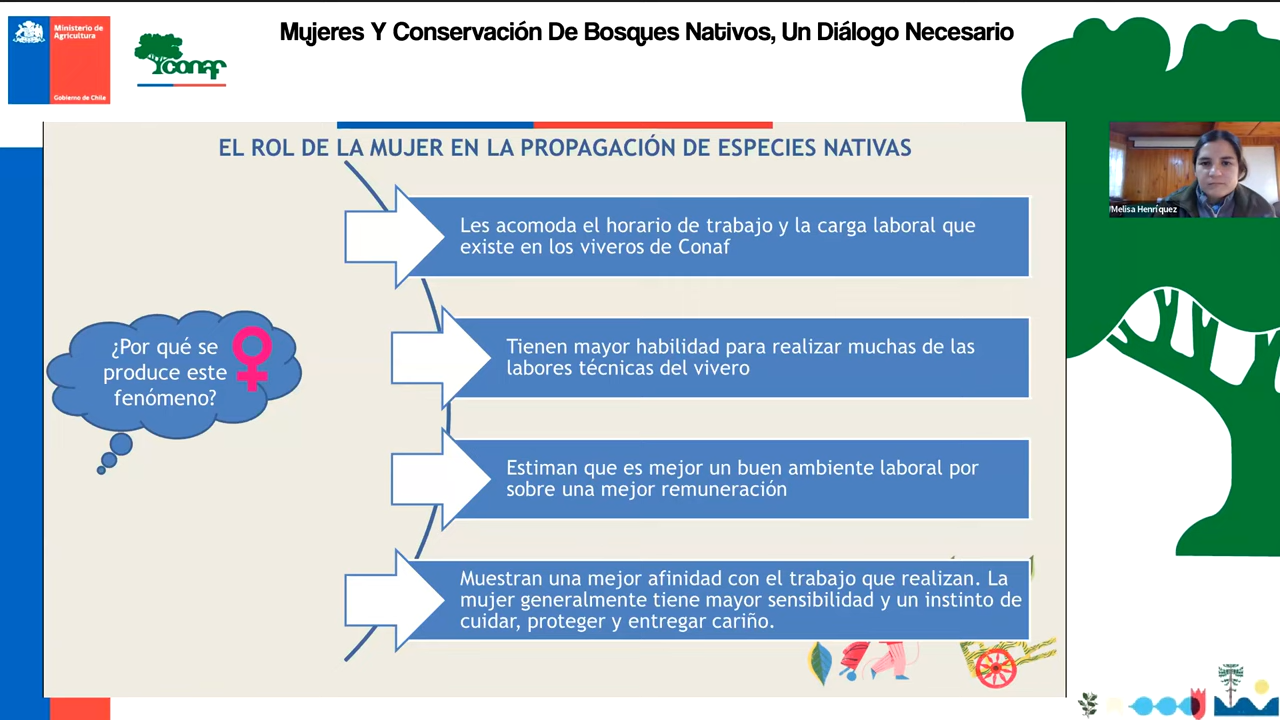 Mujeres Y Conservación De Bosques Nativos, Un Diálogo Necesario
Ministerio de
Agricultura
Gobierno de Chile
conaf
EL ROL DE LA MUJER EN LA PROPAGACIÓN DE ESPECIES NATIVAS
Melisa Henríquez
¿Por qué se
produce este
fenómeno?
Les acomoda el horario de trabajo y la carga laboral que
existe en los viveros de Conaf
Tienen mayor habilidad para realizar muchas de las
labores técnicas del vivero
Estiman que es mejor un buen ambiente laboral por
sobre una mejor remuneración
Muestran una mejor afinidad con el trabajo que realizan. La
mujer generalmente tiene mayor sensibilidad y un instinto de
cuidar, proteger y entregar cariño.